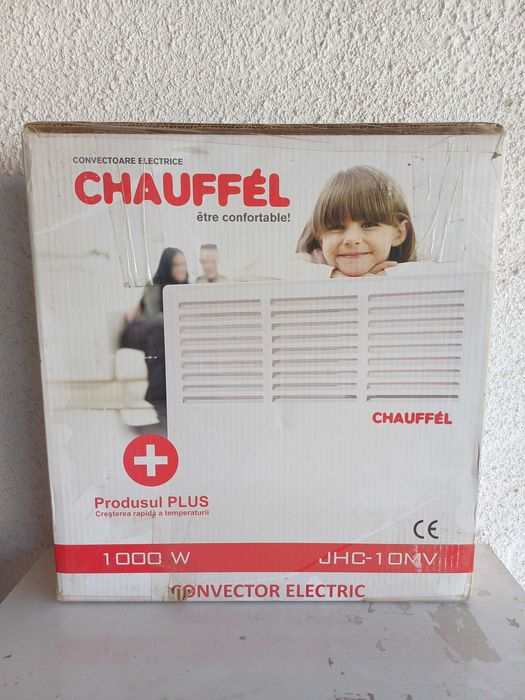 CONVECTOARE ELECTRICE
CHAUFFÉL
être confortable!
CHAUFFÉL
Produsul PLUS
Creșterea rapidă a temperaturii
CE
1000 W JHC-10MV
CONVECTOR ELECTRIC